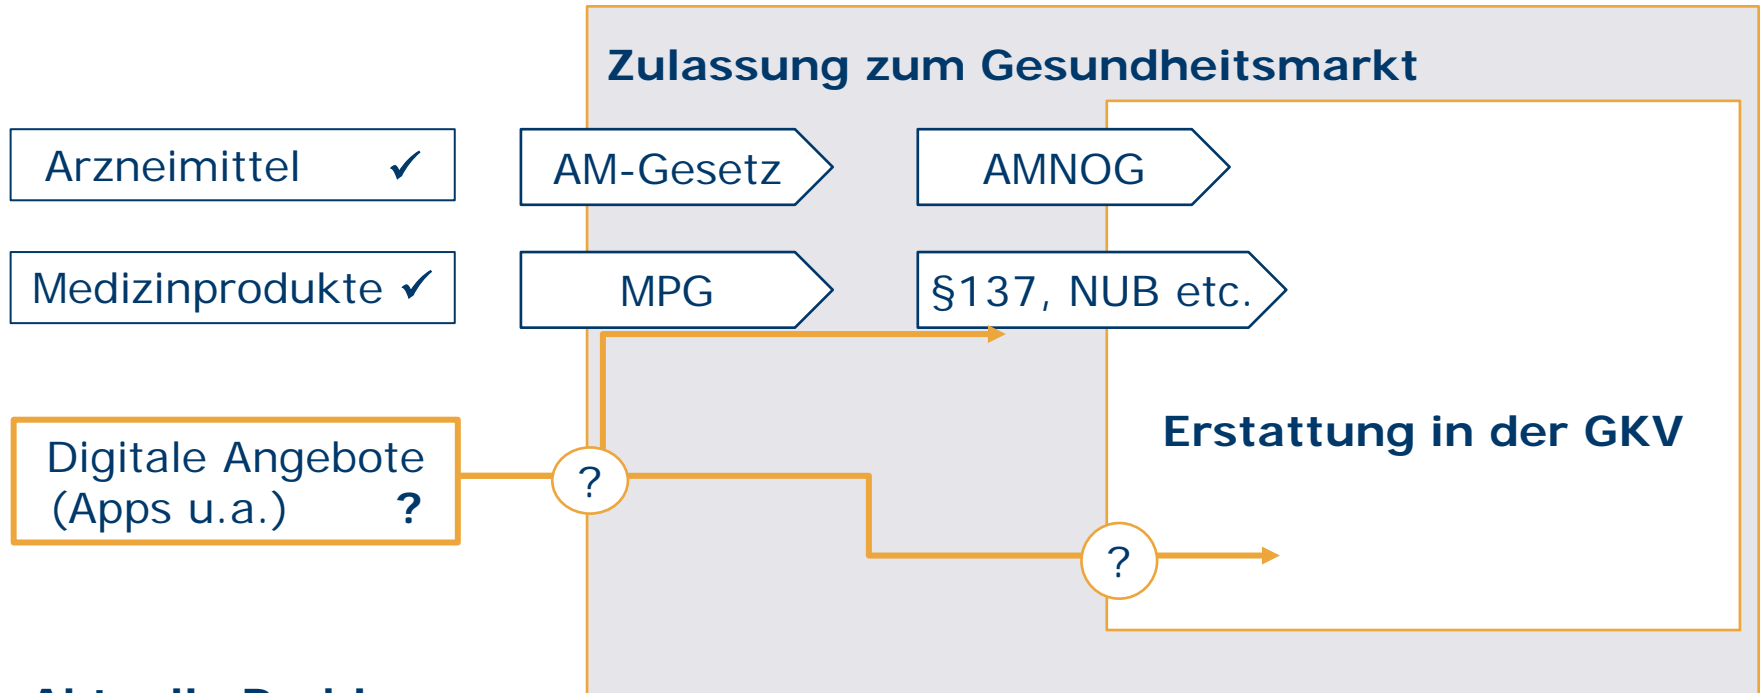 Zulassung zum Gesundheitsmarkt
Arzneimittel ✓
AM-Gesetz
AMNOG
Medizinprodukte ✓
MPG
§137, NUB etc.
Erstattung in der GKV
Digitale Angebote
(Apps u.a.) ?
?
?